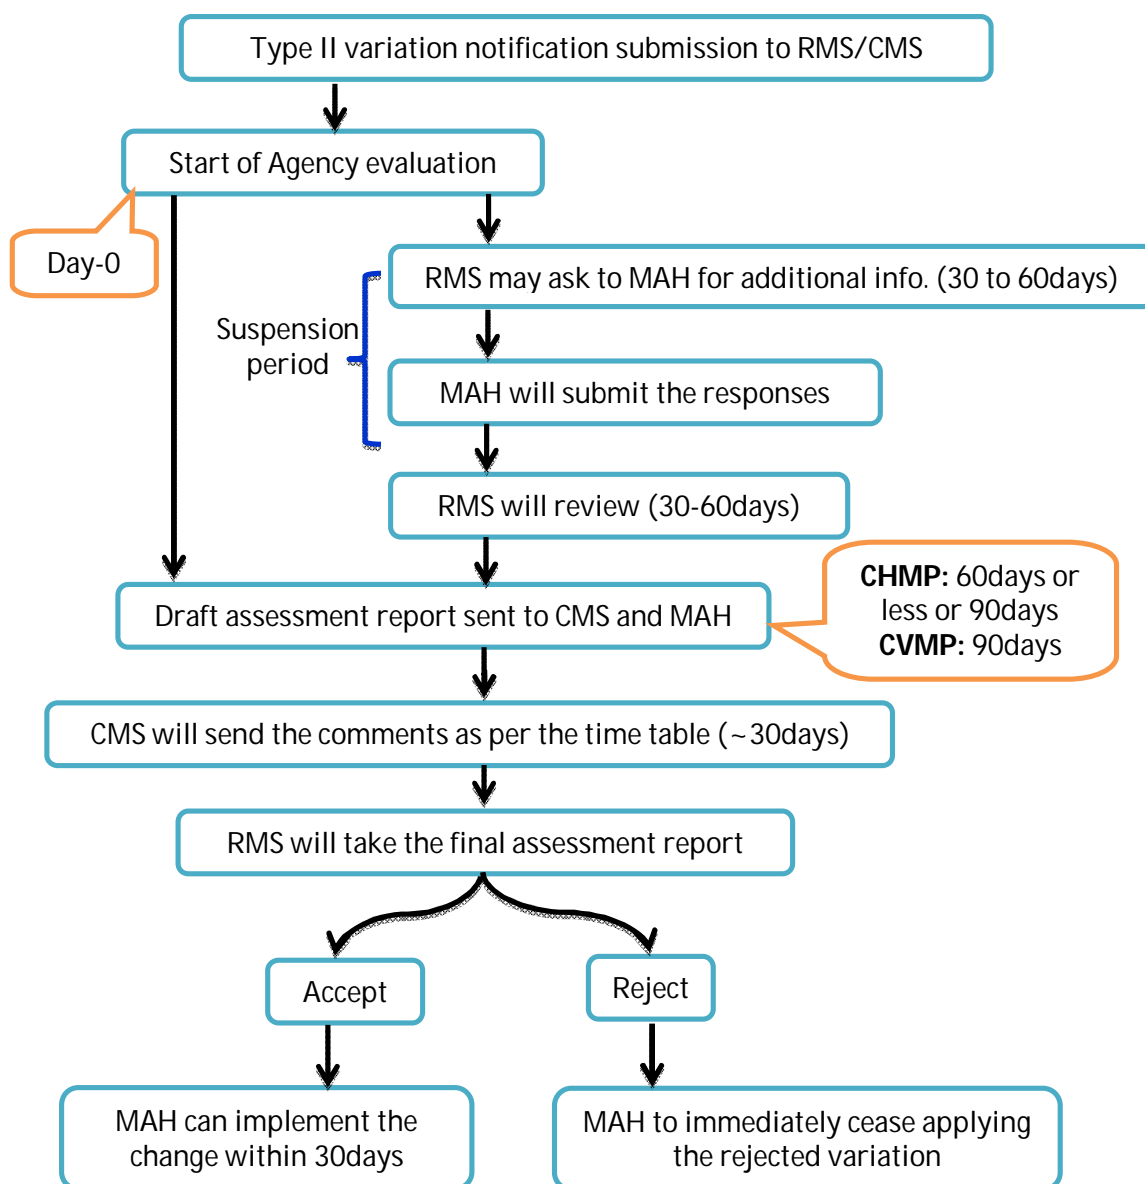 Type II variation notification submission to RMS/CMS
Start of Agency evaluation
Day-0
RMS may ask to MAH for additional info. (30 to 60days)
Suspension
period
MAH will submit the responses
RMS will review (30-60days)
CHMP: 60days or
less or 90days
CVMP: 90days
Draft assessment report sent to CMS and MAH
CMS will send the comments as per the time table (~30days)
RMS will take the final assessment report
Accept
Reject
MAH can implement the
change within 30days
MAH to immediately cease applying
the rejected variation